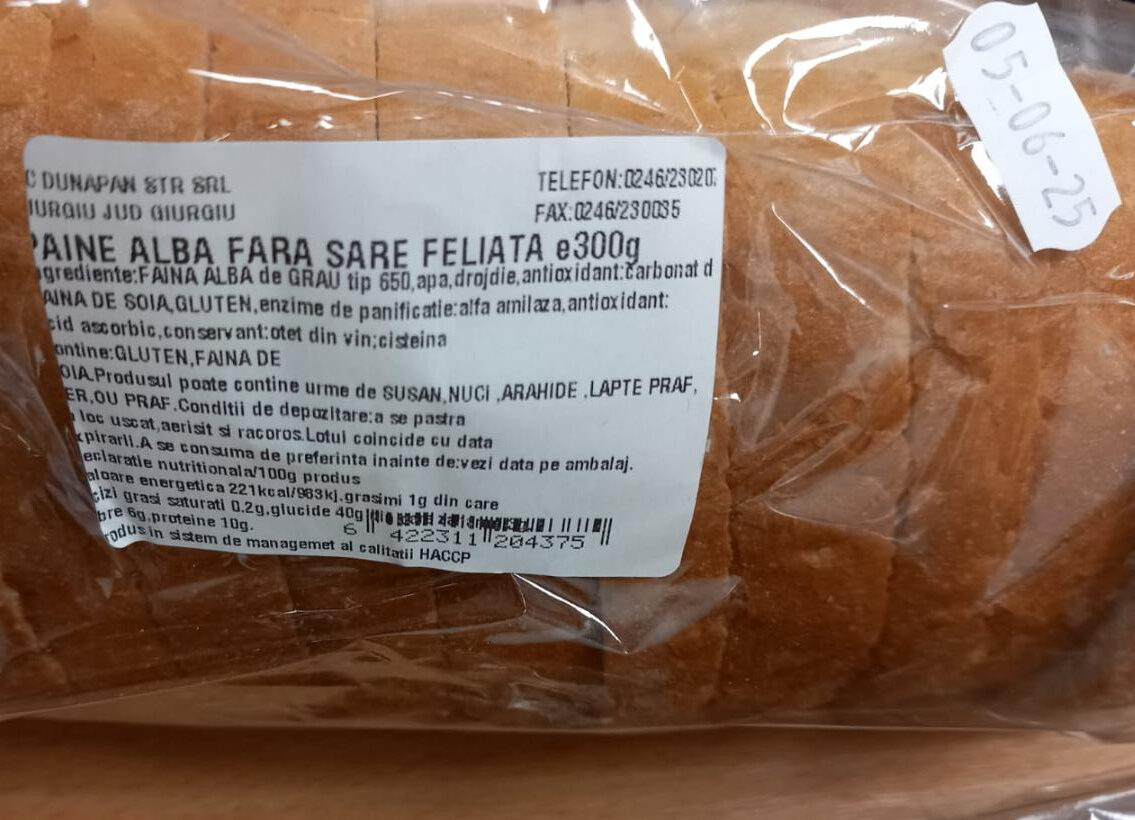 C DUNAPAN STR SRL
TELEFON:0246/23020
JURGIU JUD GIURGIU
FAX:0246/230035
PAINE ALBA FARA SARE FELIATA e300g
grediente:FAINA ALBA de GRAU tip 650,apa,drojdie,antioxidant:carbonat d
AINA DE SOIA,GLUTEN,enzime de panificatie:alfa amilaza,antioxidant:
cid ascorbic,conservant:otet din vin;cisteina
ontine:GLUTEN,FAINA DE
OIA.Produsul poate contine urme de SUSAN,NUCI ,ARAHIDE ,LAPTE PRAF,
ER,OU PRAF.Conditii de depozitare:a se pastra
loc uscat,aerisit si racoros.Lotul coincide cu data
xpirarii.A se consuma de preferinta inainte de:vezi data pe ambalaj.
eclaratie nutritionala/100g produs
aloare energetica 221kcal/983kj.grasimi 1g din care
cizi grasi saturati 0.2g,glucide 40g
bre 6g,proteine 10g.
6 422311 204375
rodus in sistem de managemet al calitatii HACCP
05-06-25